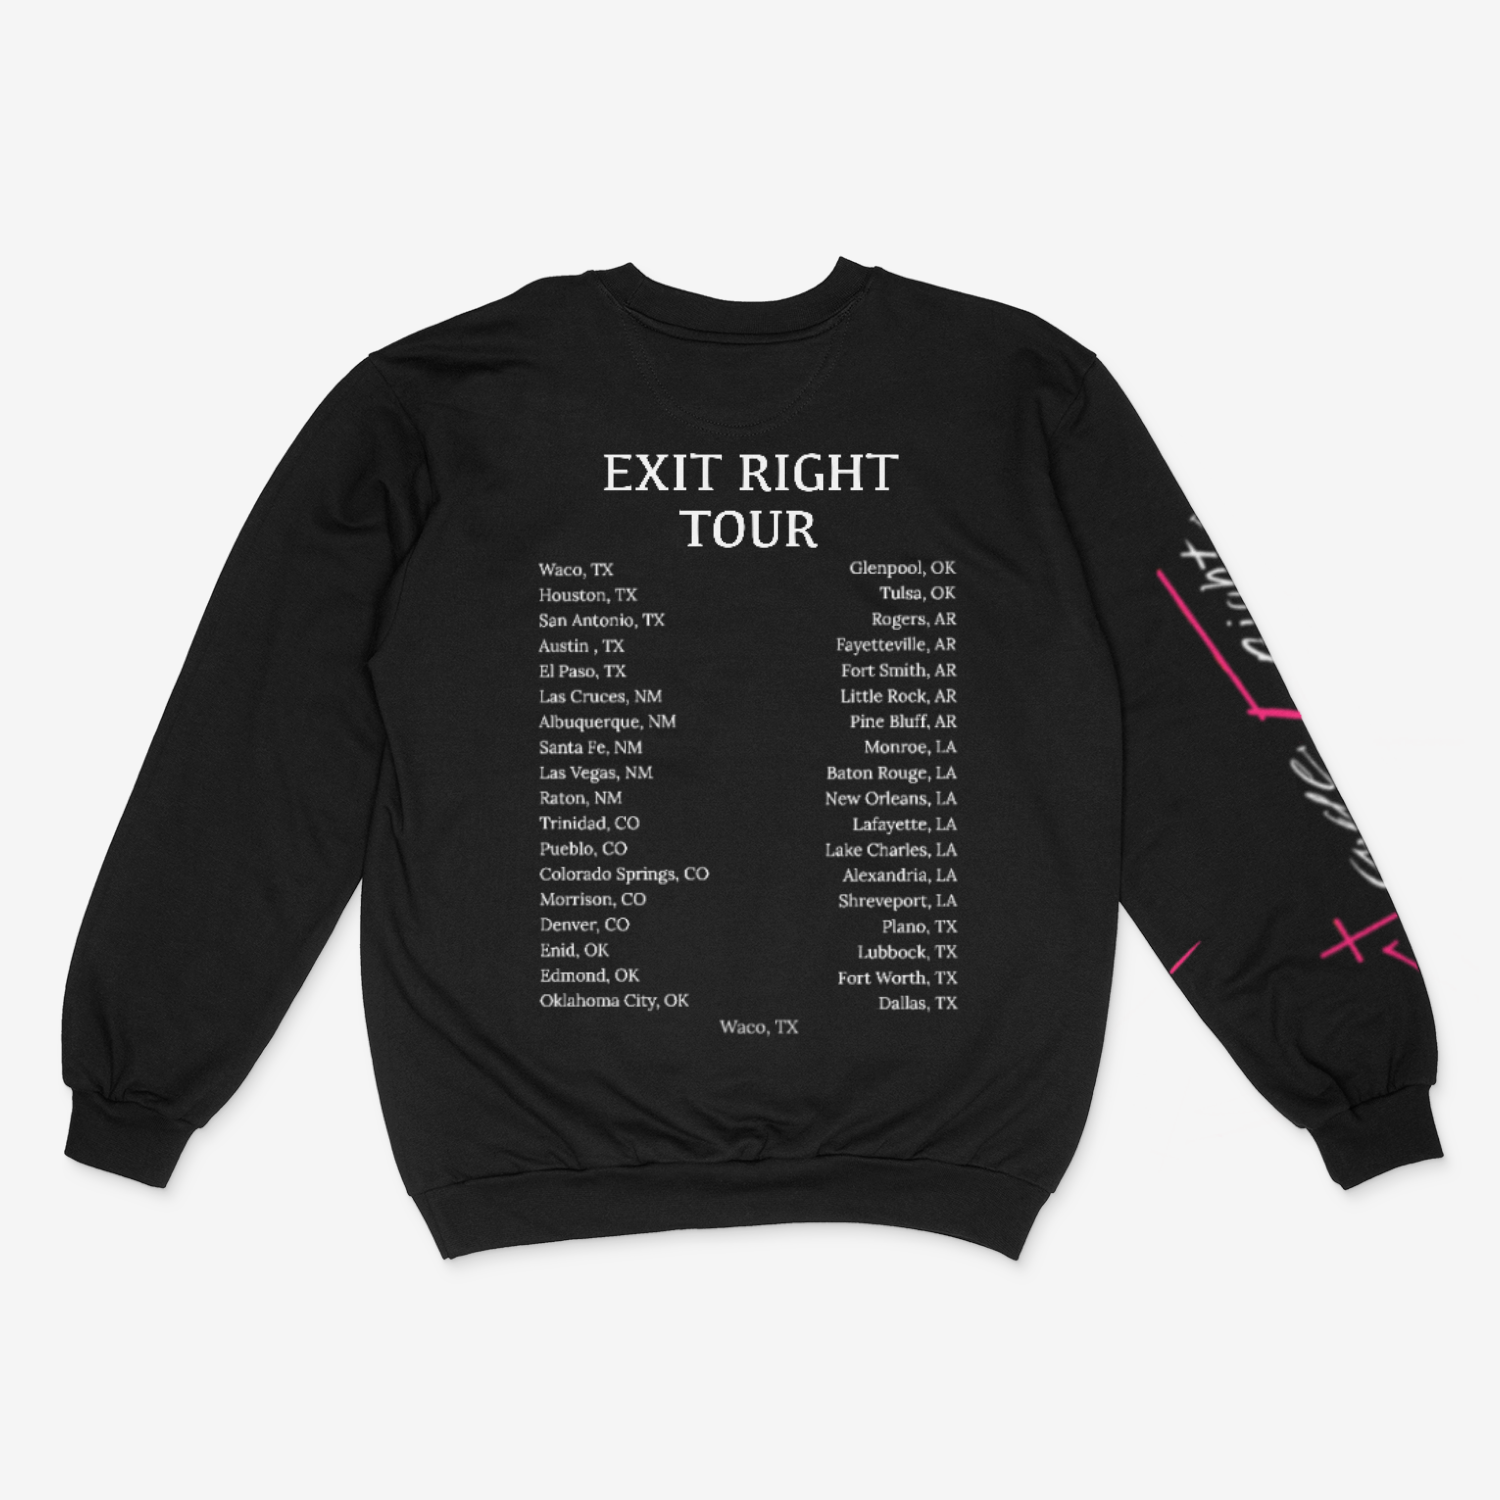 EXIT RIGHT
TOUR
Waco, TX
Houston, TX
San Antonio, TX
Austin , TX
El Paso, TX
Las Cruces, NM
Albuquerque, NM
Santa Fe, NM
Las Vegas, NM
Raton, NM
Trinidad, CO
Pueblo, CO
Colorado Springs, CO
Morrison, CO
Denver, CO
Enid, OK
Edmond, OK
Oklahoma City, OK
Glenpool, OK
Tulsa, OK
Rogers, AR
Fayetteville, AR
Fort Smith, AR
Little Rock, AR
Pine Bluff, AR
Monroe, LA
Baton Rouge, LA
New Orleans, LA
Lafayette, LA
Lake Charles, LA
Alexandria, LA
Shreveport, LA
Plano, TX
Lubbock, TX
Fort Worth, TX
Dallas, TX
Waco, TX